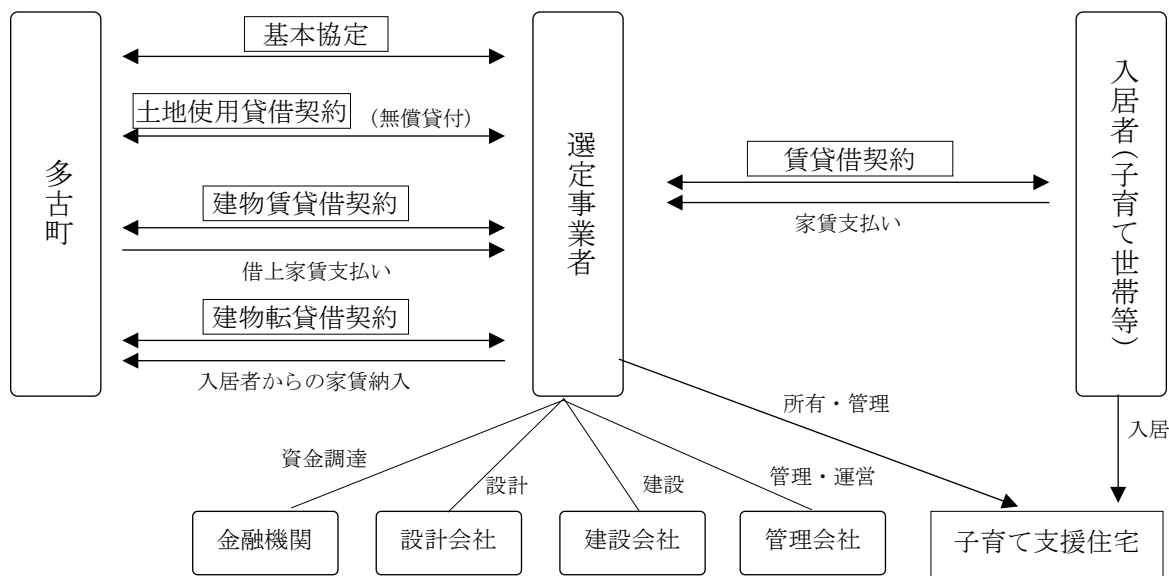 多古町
基本協定
土地使用貸借契約 (無償貸付)
建物賃貸借契約
借上家賃支払い
建物転貸借契約
入居者からの家賃納入
選定事業者
賃貸借契約
家賃支払い
入居者(子育て世帯等)
所有・管理
入居
資金調達
設計
建設
管理・運営
金融機関
設計会社
建設会社
管理会社
子育て支援住宅